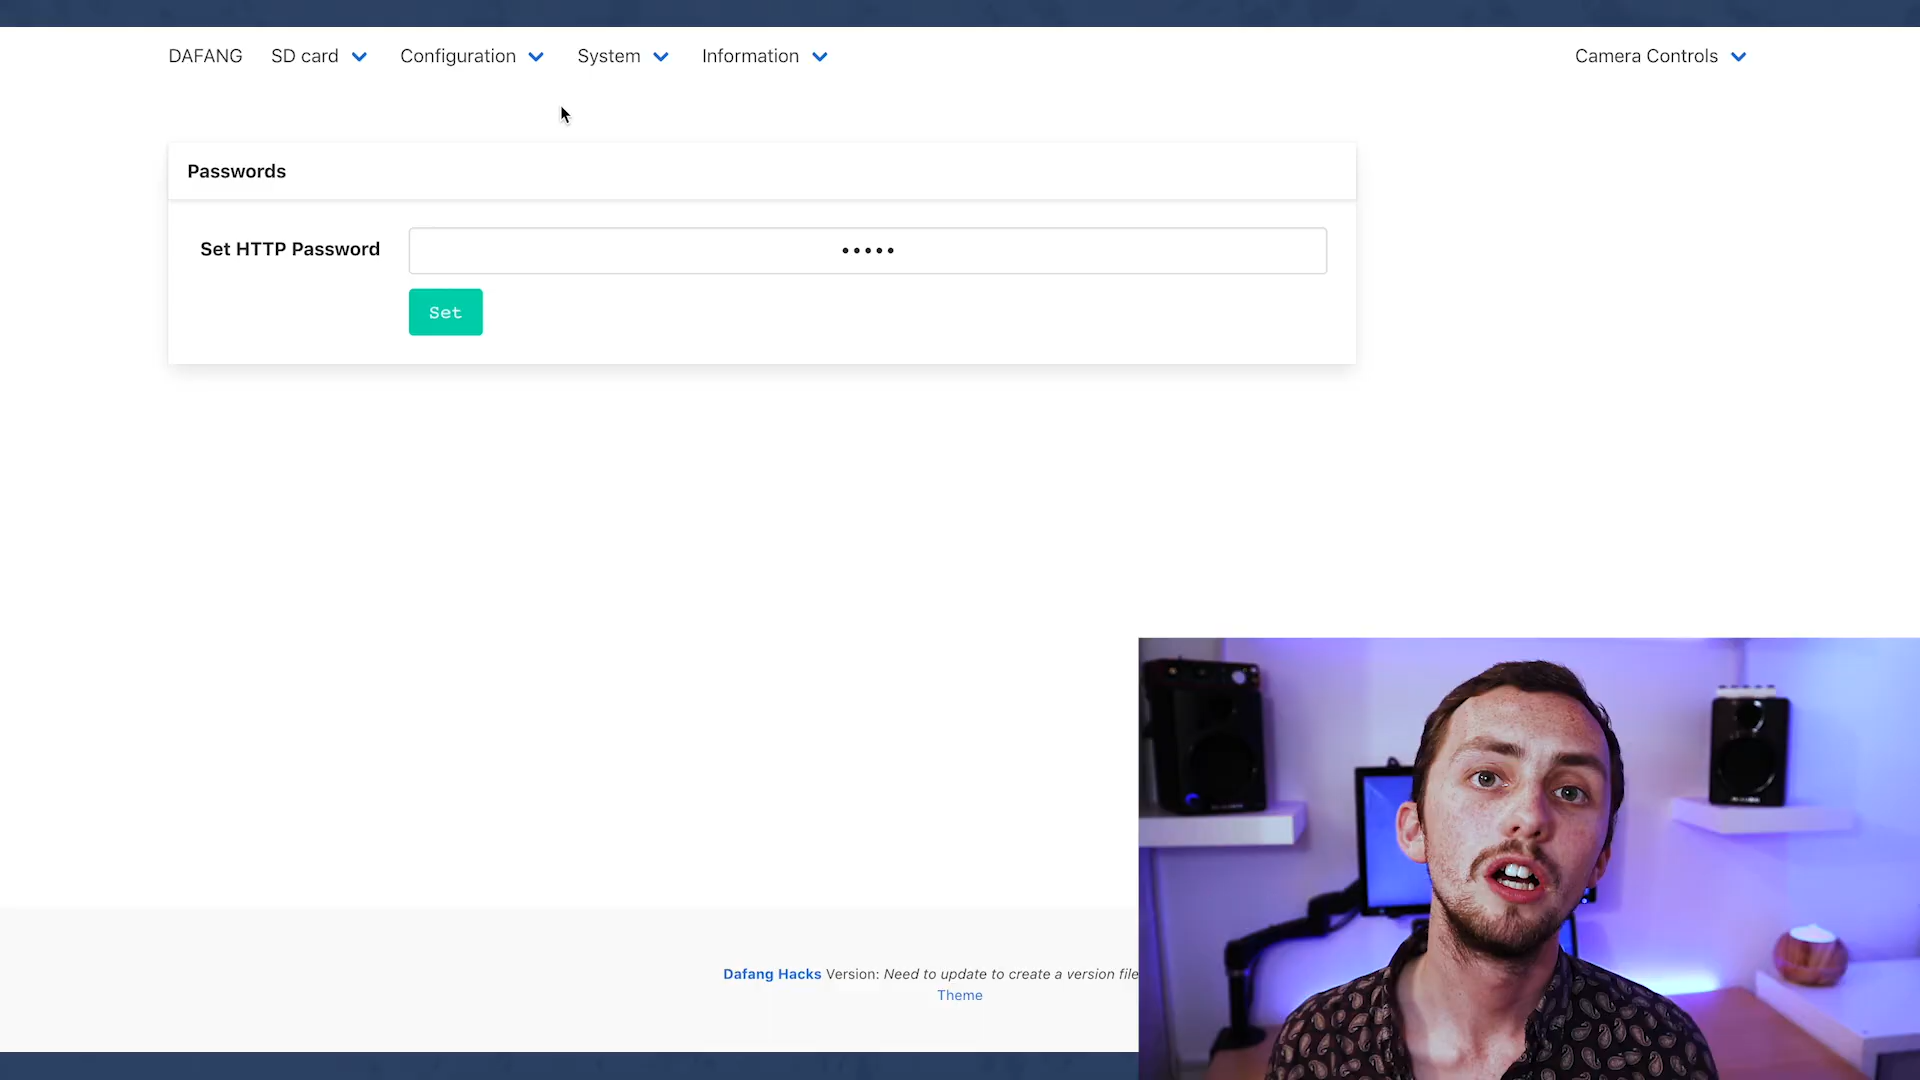 DAFANG SD card Configuration System Information Camera Controls
Passwords
Set HTTP Password •••••
Set
Dafang Hacks Version: Need to update to create a version file
Theme